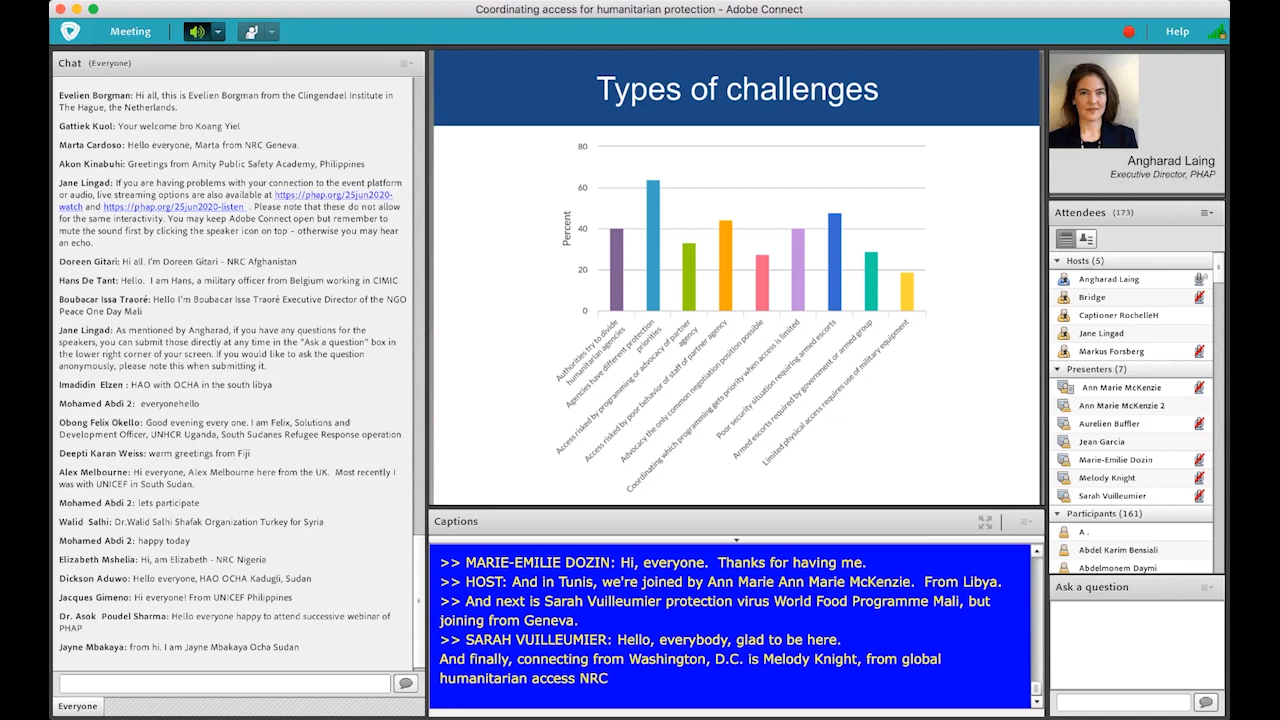 Coordinating access for humanitarian protection - Adobe Connect
Meeting
Help
Chat (Everyone)
Evelien Borgman: Hi all, this is Evelien Borgman from the Clingendael Institute in
The Hague, the Netherlands.
Gattiek Kuol: Your welcome bro Koang Yiel
Marta Cardoso: Hello everyone, Marta from NRC Geneva.
Akon Kinabuhi: Greetings from Amity Public Safety Academy, Philippines
Jane Lingad: If you are having problems with your connection to the event platform
or audio, live streaming options are also available at https://phap.org/25jun2020-
watch and https://phap.org/25jun2020-listen . Please note that these do not allow
for the same interactivity. You may keep Adobe Connect open but remember to
mute the sound first by clicking the speaker icon on top - otherwise you may hear
an echo.
Doreen Gitari: Hi all. I'm Doreen Gitari - NRC Afghanistan
Hans De Tant: Hello. I am Hans, a military officer from Belgium working in CIMIC
Boubacar Issa Traoré: Hello I'm Boubacar Issa Traoré Executive Director of the NGO
Peace One Day Mali
Jane Lingad: As mentioned by Angharad, if you have any questions for the
speakers, you can submit those directly at any time in the "Ask a question" box in
the lower right corner of your screen. If you would like to ask the question
anonymously, please note this when submitting it.
Imadidin Elzen : HAO with OCHA in the south libya
Mohamed Abdi 2: everyonehello
Obong Felix Okello: Good evening every one. I am Felix, Solutions and
Development Officer, UNHCR Uganda, South Sudanes Refugee Response operation
Deepti Karan Weiss: warm greetings from Fiji
Alex Melbourne: Hi everyone, Alex Melbourne here from the UK. Most recently I
was with UNICEF in South Sudan.
Mohamed Abdi 2: lets participate
Walid Salhi: Dr.Walid Salhi Shafak Organization Turkey for Syria
Mohamed Abdi 2: happy today
Elizabeth Mshelia: Hi, am Elizabeth - NRC Nigeria
Dickson Aduwo: Hello everyone, HAO OCHA Kadugli, Sudan
Jacques Gimeno: Hi everyone! From UNICEF Philippines
Dr. Asok Poudel Sharma: Hello everyone happy to attend successive webinar of
PHAP
Jayne Mbakaya: from hi. I am Jayne Mbakaya Ocha Sudan
Everyone
Types of challenges
80
60
40
20
0
Percent
Authorities try to divide
humanitarian agencies
Agencies have different protection
priorities
Access risked by programming or advocacy of partner
agency
Access risked by poor behavior of staff of partner agency
Advocacy the only common negotiation position possible
Coordinating which programming gets priority when access is limited
Poor security situation requiring armed escorts
Armed escorts required by government or armed group
Limited physical access requires use of military equipment
Captions
>> MARIE-EMILIE DOZIN: Hi, everyone. Thanks for having me.
>> HOST: And in Tunis, we're joined by Ann Marie Ann Marie McKenzie. From Libya.
>> And next is Sarah Vuilleumier protection virus World Food Programme Mali, but
joining from Geneva.
>> SARAH VUILLEUMIER: Hello, everybody, glad to be here.
And finally, connecting from Washington, D.C. is Melody Knight, from global
humanitarian access NRC
Angharad Laing
Executive Director, PHAP
Attendees (173)
Hosts (5)
Angharad Laing
Bridge
Captioner RochelleH
Jane Lingad
Markus Forsberg
Presenters (7)
Ann Marie McKenzie
Ann Marie McKenzie 2
Aurelien Buffler
Jean Garcia
Marie-Emilie Dozin
Melody Knight
Sarah Vuilleumier
Participants (161)
A .
Abdel Karim Bensiali
Abdelmonem Daymi
Ask a question